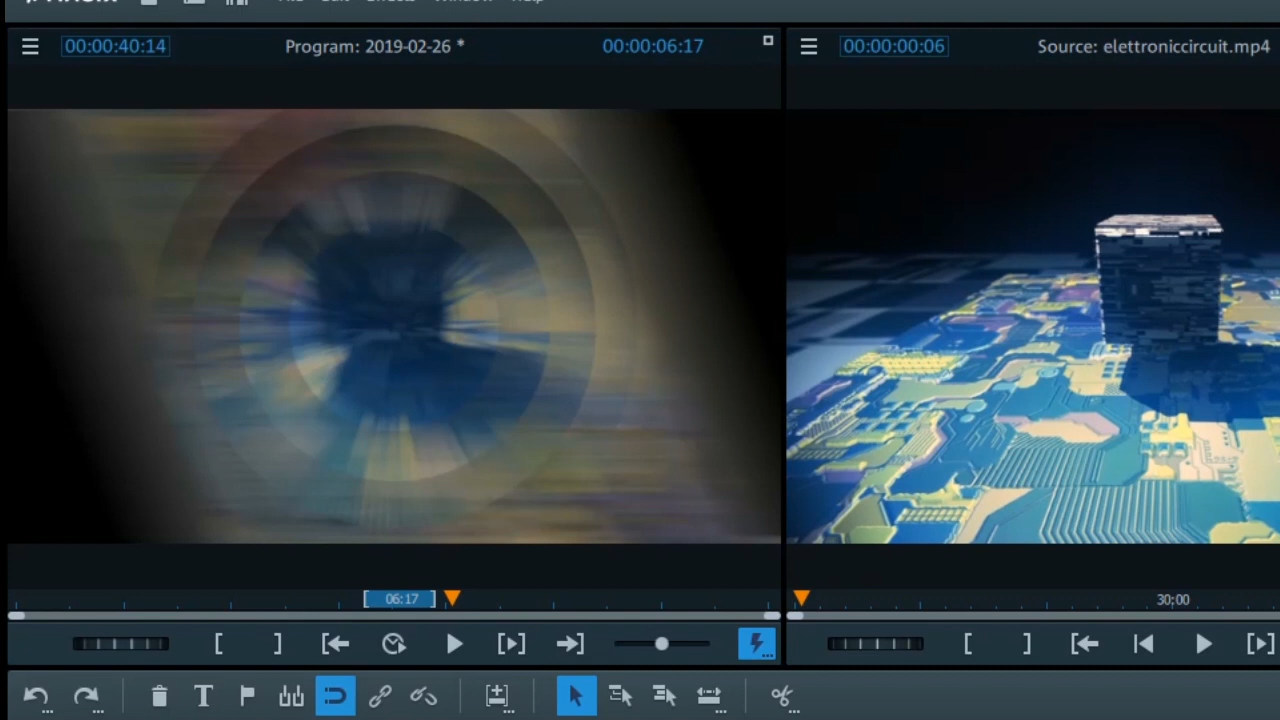 00:00:40:14
Program: 2019-02-26 *
00:00:06:17
00:00:00:06
Source: elettroniccircuit.mp4
06:17
30;00